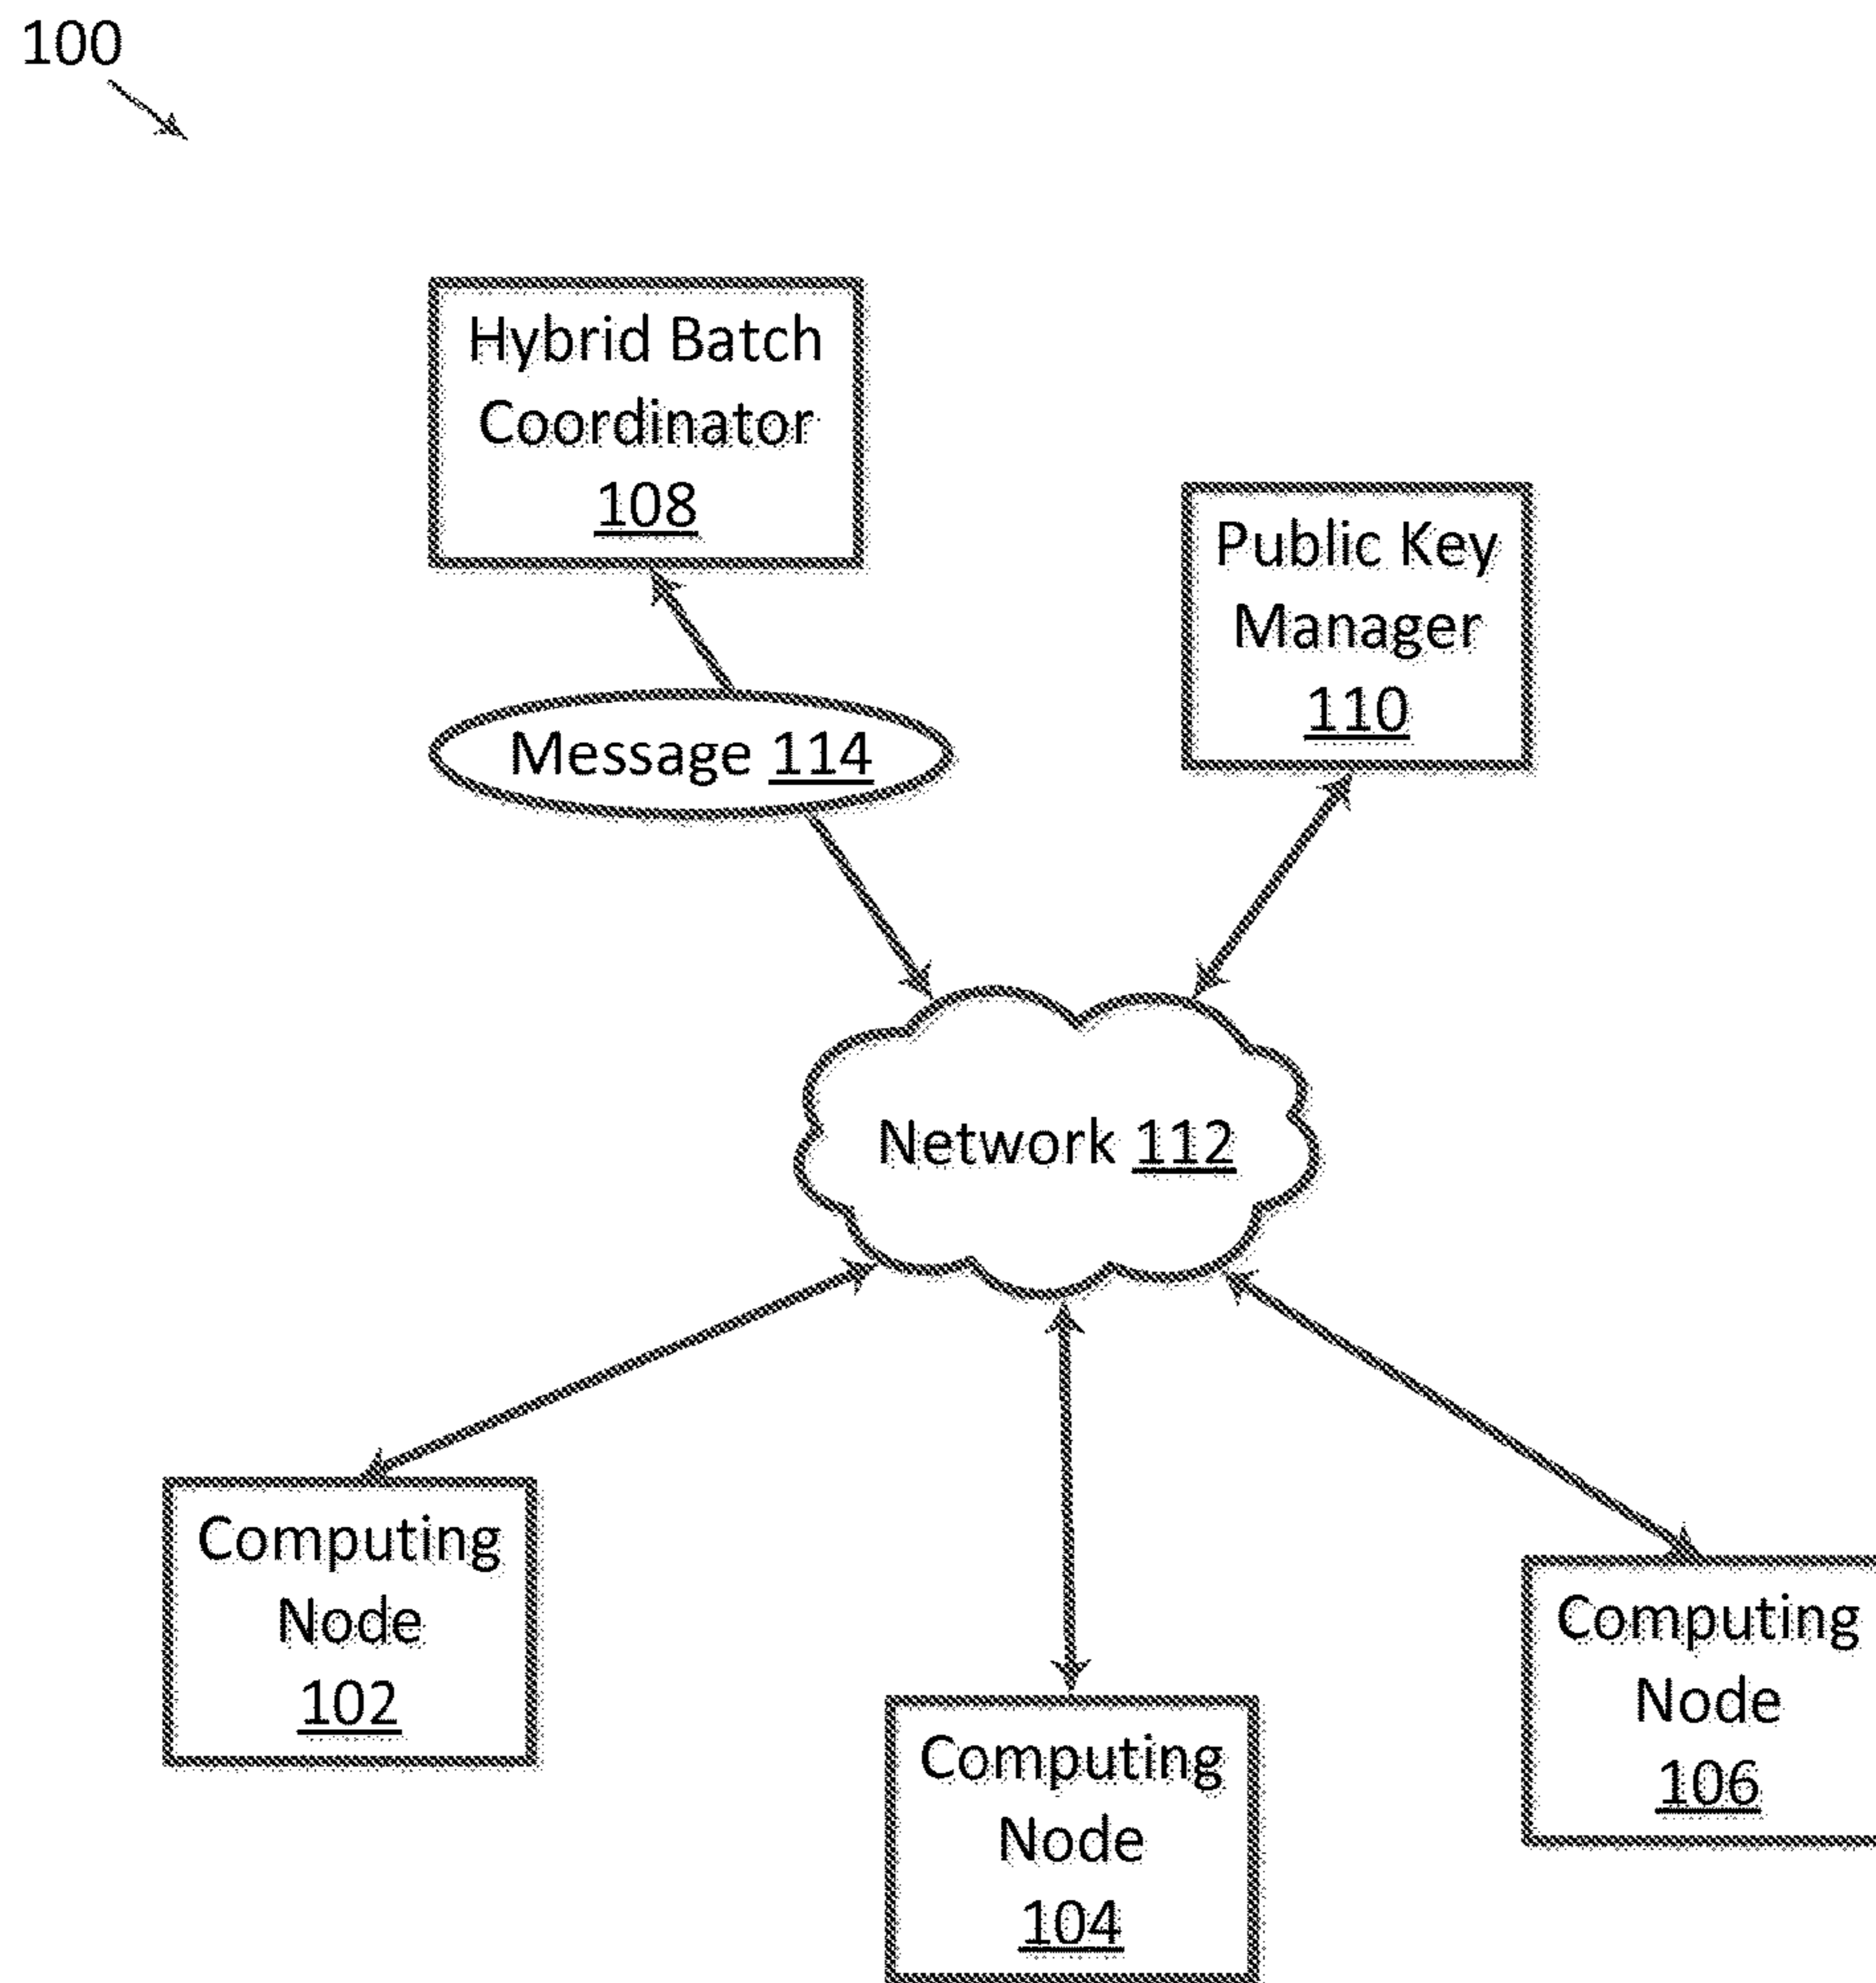 100
Hybrid Batch
Coordinator
108
Public Key
Manager
110
Message 114
Network 112
Computing
Node
102
Computing
Node
104
Computing
Node
106